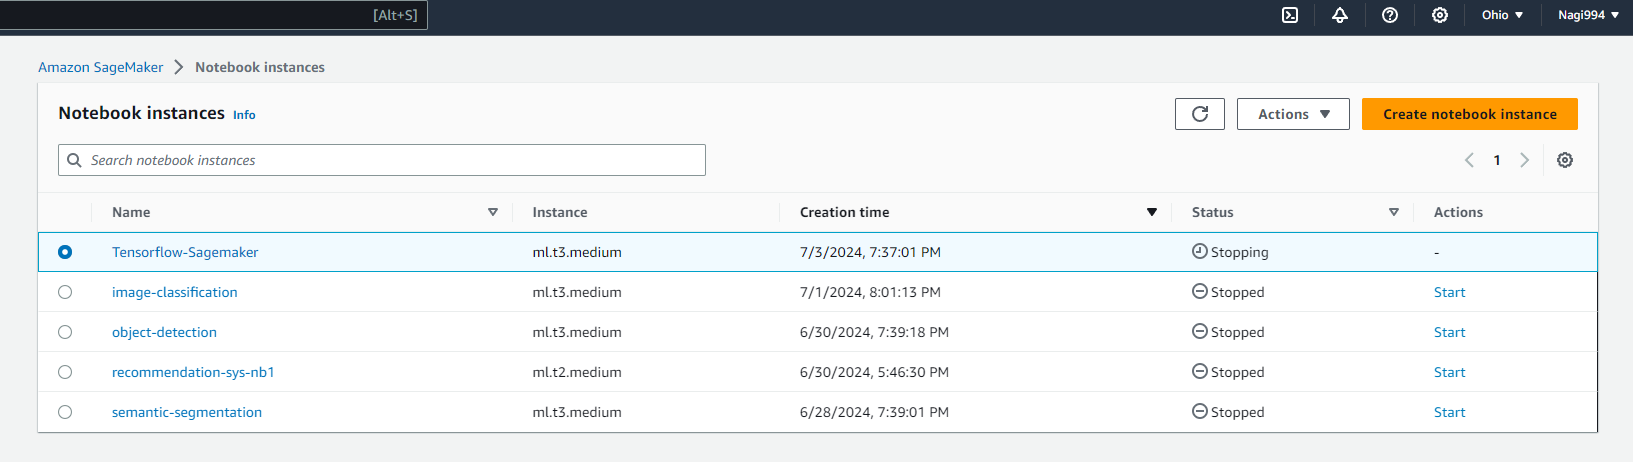 [Alt+S] Ohio Nagi994
Amazon SageMaker Notebook instances
Notebook instances Info Actions Create notebook instance
Search notebook instances 1
Name Instance Creation time Status Actions
Tensorflow-Sagemaker ml.t3.medium 7/3/2024, 7:37:01 PM Stopping -
image-classification ml.t3.medium 7/1/2024, 8:01:13 PM Stopped Start
object-detection ml.t3.medium 6/30/2024, 7:39:18 PM Stopped Start
recommendation-sys-nb1 ml.t2.medium 6/30/2024, 5:46:30 PM Stopped Start
semantic-segmentation ml.t3.medium 6/28/2024, 7:39:01 PM Stopped Start